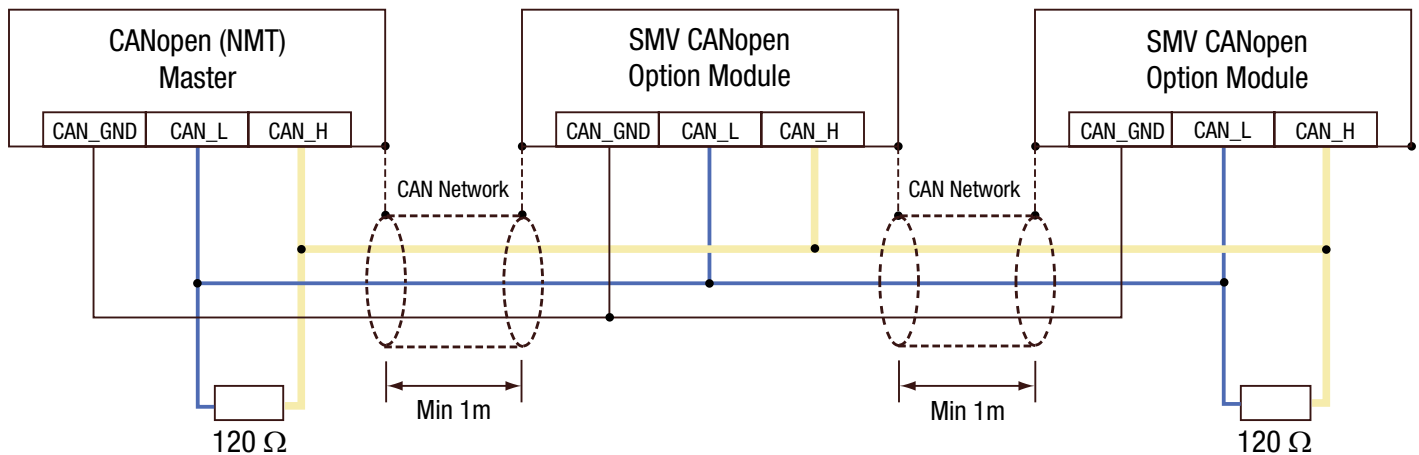 CANopen (NMT)
Master
SMV CANopen
Option Module
SMV CANopen
Option Module
CAN_GND CAN_L CAN_H
CAN_GND CAN_L CAN_H
CAN_GND CAN_L CAN_H
CAN Network
CAN Network
Min 1m
Min 1m
120 Ω
120 Ω